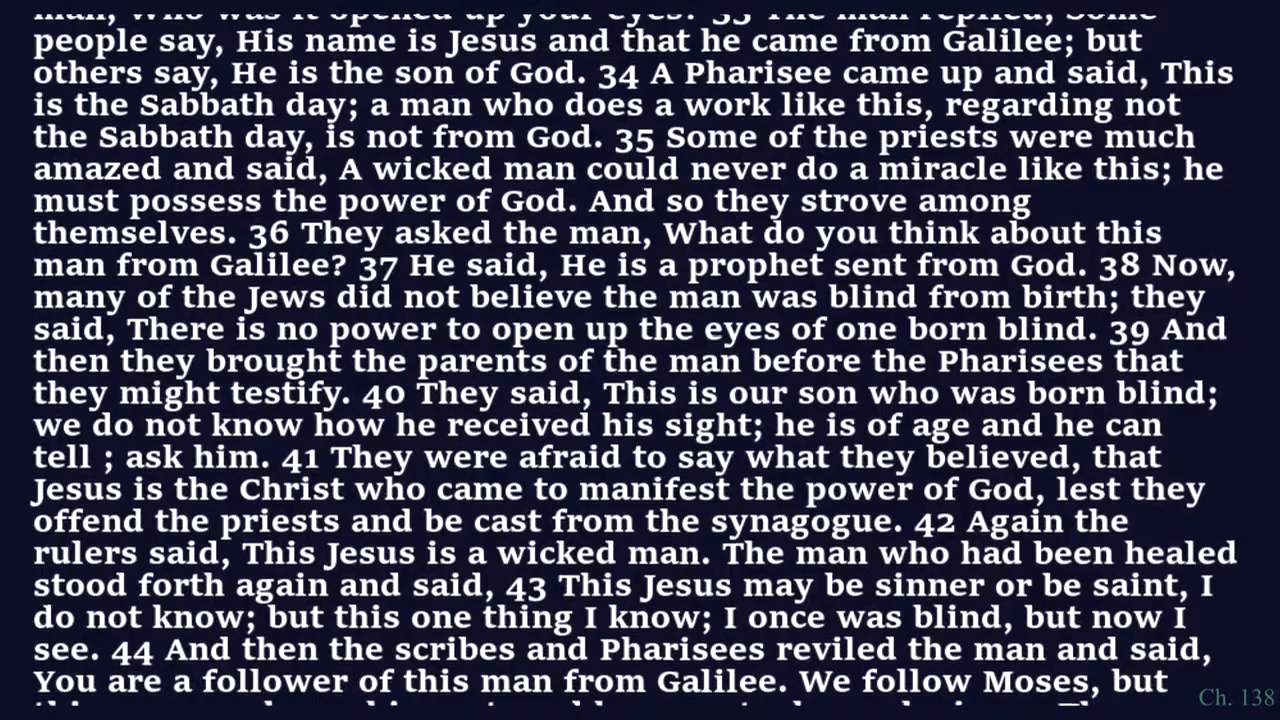 man, Who was it opened up your eyes? 33 The man replied, Some
people say, His name is Jesus and that he came from Galilee; but
others say, He is the son of God. 34 A Pharisee came up and said, This
is the Sabbath day; a man who does a work like this, regarding not
the Sabbath day, is not from God. 35 Some of the priests were much
amazed and said, A wicked man could never do a miracle like this; he
must possess the power of God. And so they strove among
themselves. 36 They asked the man, What do you think about this
man from Galilee? 37 He said, He is a prophet sent from God. 38 Now,
many of the Jews did not believe the man was blind from birth; they
said, There is no power to open up the eyes of one born blind. 39 And
then they brought the parents of the man before the Pharisees that
they might testify. 40 They said, This is our son who was born blind;
we do not know how he received his sight; he is of age and he can
tell ; ask him. 41 They were afraid to say what they believed, that
Jesus is the Christ who came to manifest the power of God, lest they
offend the priests and be cast from the synagogue. 42 Again the
rulers said, This Jesus is a wicked man. The man who had been healed
stood forth again and said, 43 This Jesus may be sinner or be saint, I
do not know; but this one thing I know; I once was blind, but now I
see. 44 And then the scribes and Pharisees reviled the man and said,
You are a follower of this man from Galilee. We follow Moses, but
Ch. 138